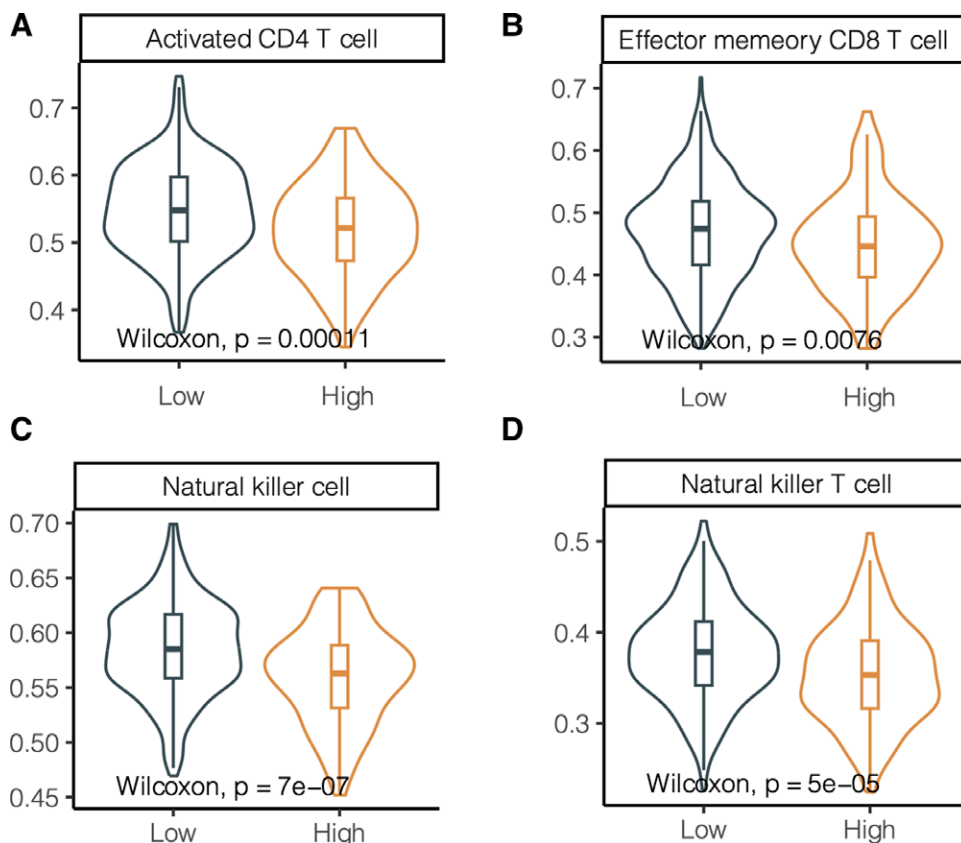 A
Activated CD4 T cell
0.7
0.6
0.5
0.4
Wilcoxon, p = 0.00011
Low High
B
Effector memeory CD8 T cell
0.7
0.6
0.5
0.4
0.3
Wilcoxon, p = 0.0076
Low High
C
Natural killer cell
0.70
0.65
0.60
0.55
0.50
0.45
Wilcoxon, p = 7e−07
Low High
D
Natural killer T cell
0.5
0.4
0.3
Wilcoxon, p = 5e−05
Low High